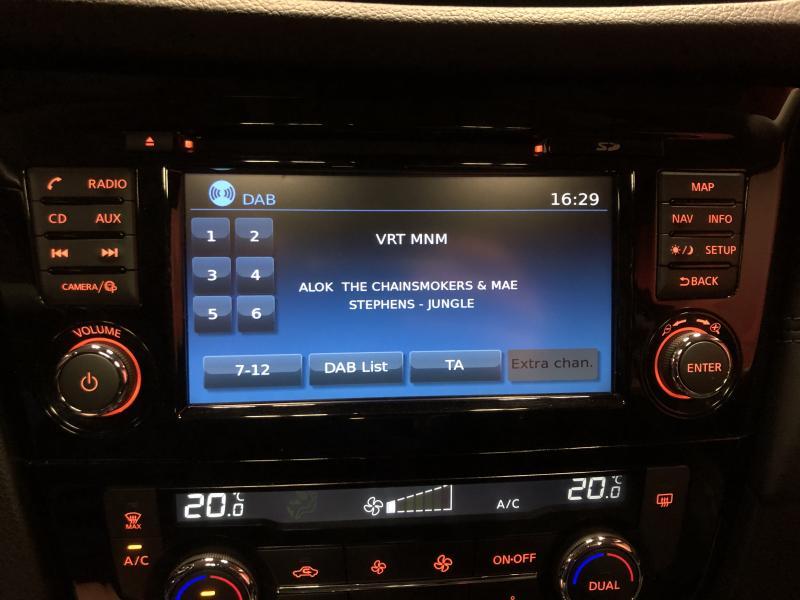 RADIO
CD AUX
CAMERA/
VOLUME
DAB 16:29
1 2
3 4
5 6
VRT MNM
ALOK THE CHAINSMOKERS & MAE
STEPHENS - JUNGLE
7-12 DAB List TA Extra chan.
SD
MAP
NAV INFO
SETUP
BACK
ENTER
20.0 °C A/C 20.0 °C
MAX
A/C
ON·OFF
DUAL